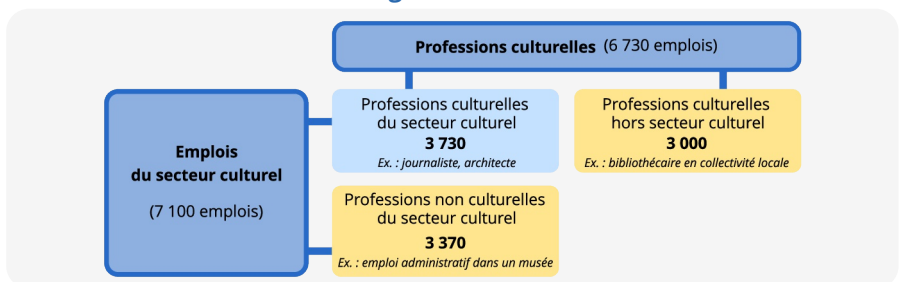 Professions culturelles (6 730 emplois)
Emplois
du secteur culturel
(7 100 emplois)
Professions culturelles
du secteur culturel
3 730
Ex. : journaliste, architecte
Professions culturelles
hors secteur culturel
3 000
Ex. : bibliothécaire en collectivité locale
Professions non culturelles
du secteur culturel
3 370
Ex. : emploi administratif dans un musée